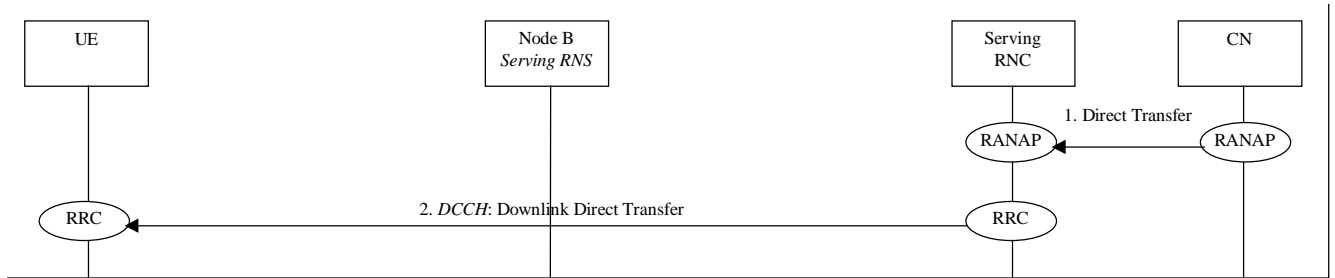 UE
Node B
Serving RNS
Serving
RNC
CN
1. Direct Transfer
RANAP
RANAP
2. DCCH: Downlink Direct Transfer
RRC
RRC